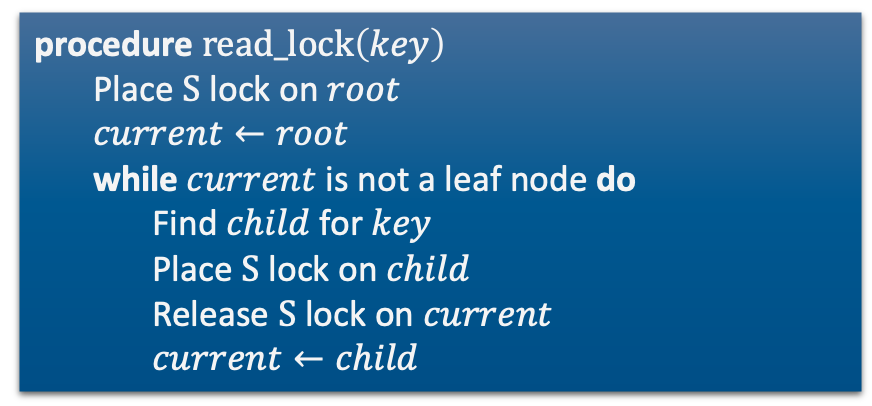 procedure read_lock(key)
Place S lock on root
current ← root
while current is not a leaf node do
Find child for key
Place S lock on child
Release S lock on current
current ← child